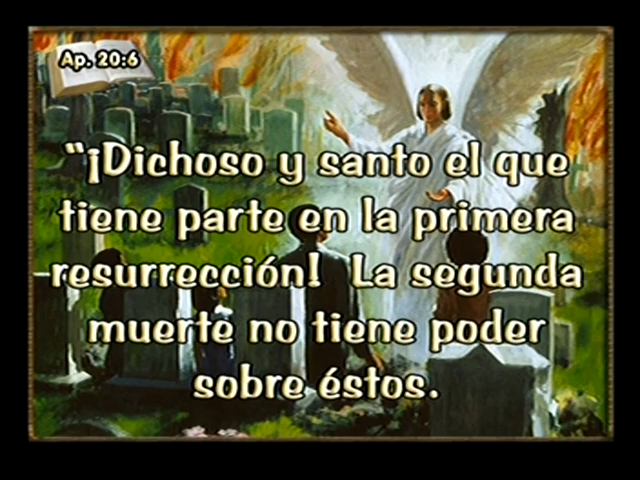 Ap. 20:6
“¡Dichoso y santo el que
tiene parte en la primera
resurrección! La segunda
muerte no tiene poder
sobre éstos.